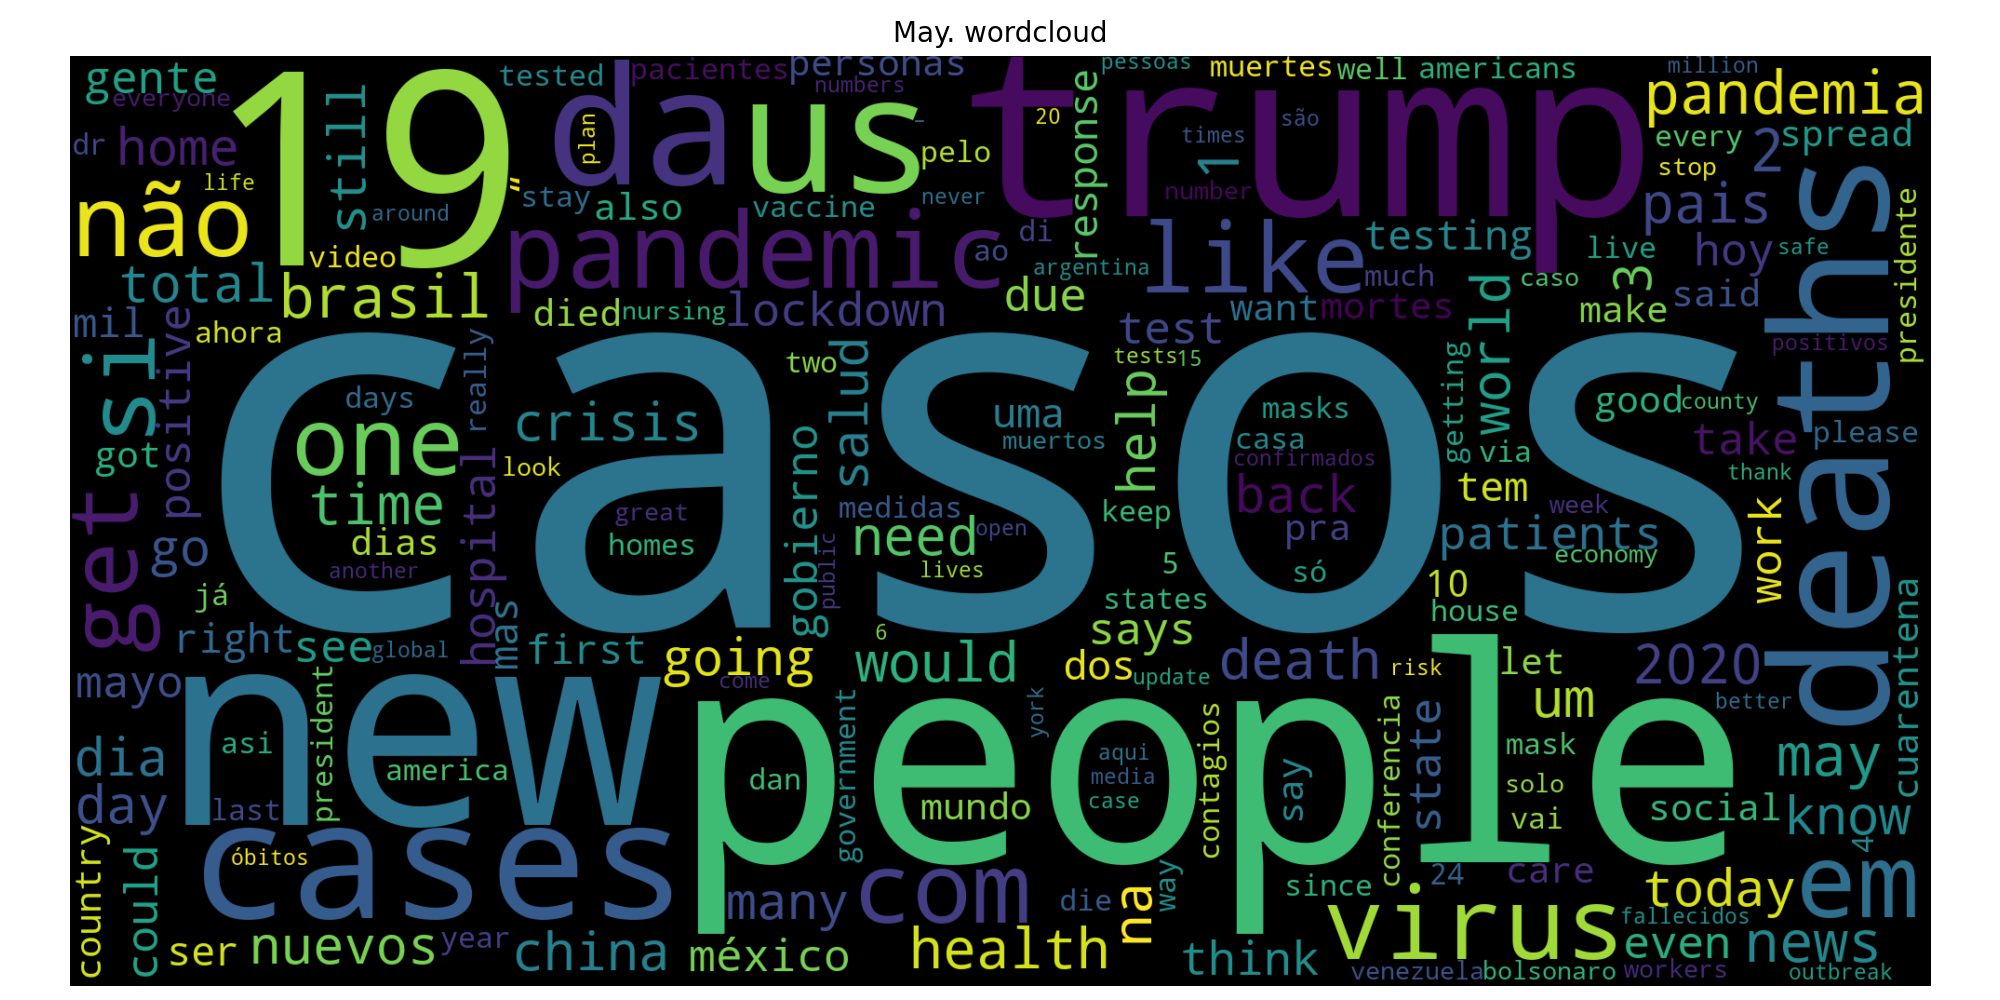 May. wordcloud
gente
everyone
19
tested
da
pacientes
personas
numbers
us
trump
pessoas
muertes
well
americans
million
pandemia
dr
home
still
plan
-
pelo
response
20
times
são
1
every
2
spread
stop
não
life
around
"
stay
also
vaccine
never
number
pais
deaths
presidente
video
pandemic
ao
di
argentina
like
testing
much
live
hoy
safe
total
brasil
due
caso
3
said
mil
ahora
died
nursing
lockdown
test
want
mortes
world
make
positivos
si
positive
really
casos
two
salud
tests
15
getting
days
one
crisis
uma
muertos
help
masks
casa
confirmados
good
county
take
please
got
look
via
thank
get
time
hospital
great
gobierno
medidas
keep
back
tem
week
work
go
dias
homes
need
open
pra
patients
economy
another
public
lives
5
só
10
já
mas
states
house
cuarentena
right
see
global
first
6
says
going
would
dos
update
death
risk
let
2020
mayo
come
york
people
um
better
new
president
government
contagios
conferencia
state
mask
may
dia
asi
america
dan
aqui
media
case
say
solo
day
last
mundo
vai
social
know
cases
country
could
óbitos
many
com
die
na
way
since
24
care
4
today
em
ser
nuevos
year
china
méxico
health
think
virus
fallecidos
even
news
venezuela
bolsonaro
workers
outbreak